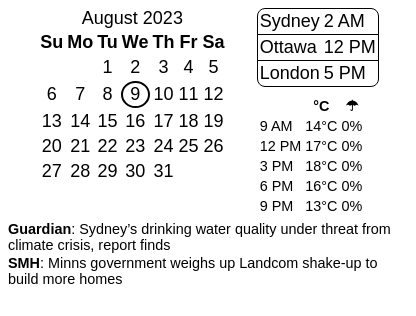 August 2023
Su Mo Tu We Th Fr Sa
1 2 3 4 5
6 7 8 9 10 11 12
13 14 15 16 17 18 19
20 21 22 23 24 25 26
27 28 29 30 31
Sydney 2 AM
Ottawa 12 PM
London 5 PM
°C ☂
9 AM 14°C 0%
12 PM 17°C 0%
3 PM 18°C 0%
6 PM 16°C 0%
9 PM 13°C 0%
Guardian: Sydney’s drinking water quality under threat from
climate crisis, report finds
SMH: Minns government weighs up Landcom shake-up to
build more homes